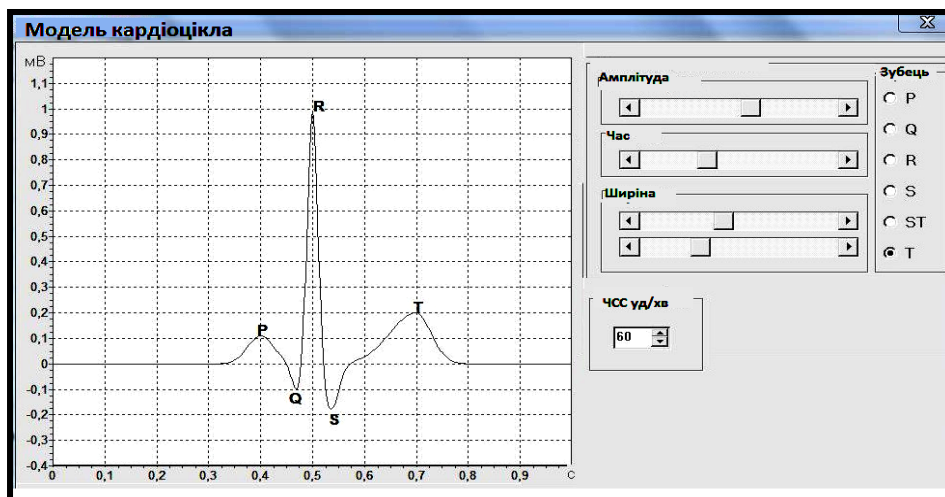 Модель кардіоцікла
X
мВ
1,1
1
0,9
0,8
0,7
0,6
0,5
0,4
0,3
0,2
0,1
0
-0,1
-0,2
-0,3
-0,4
R
P
T
Q
S
0 0,1 0,2 0,3 0,4 0,5 0,6 0,7 0,8 0,9 с
Амплітуда
Час
Ширіна
Зубець
P
Q
R
S
ST
T
ЧСС уд/хв
60